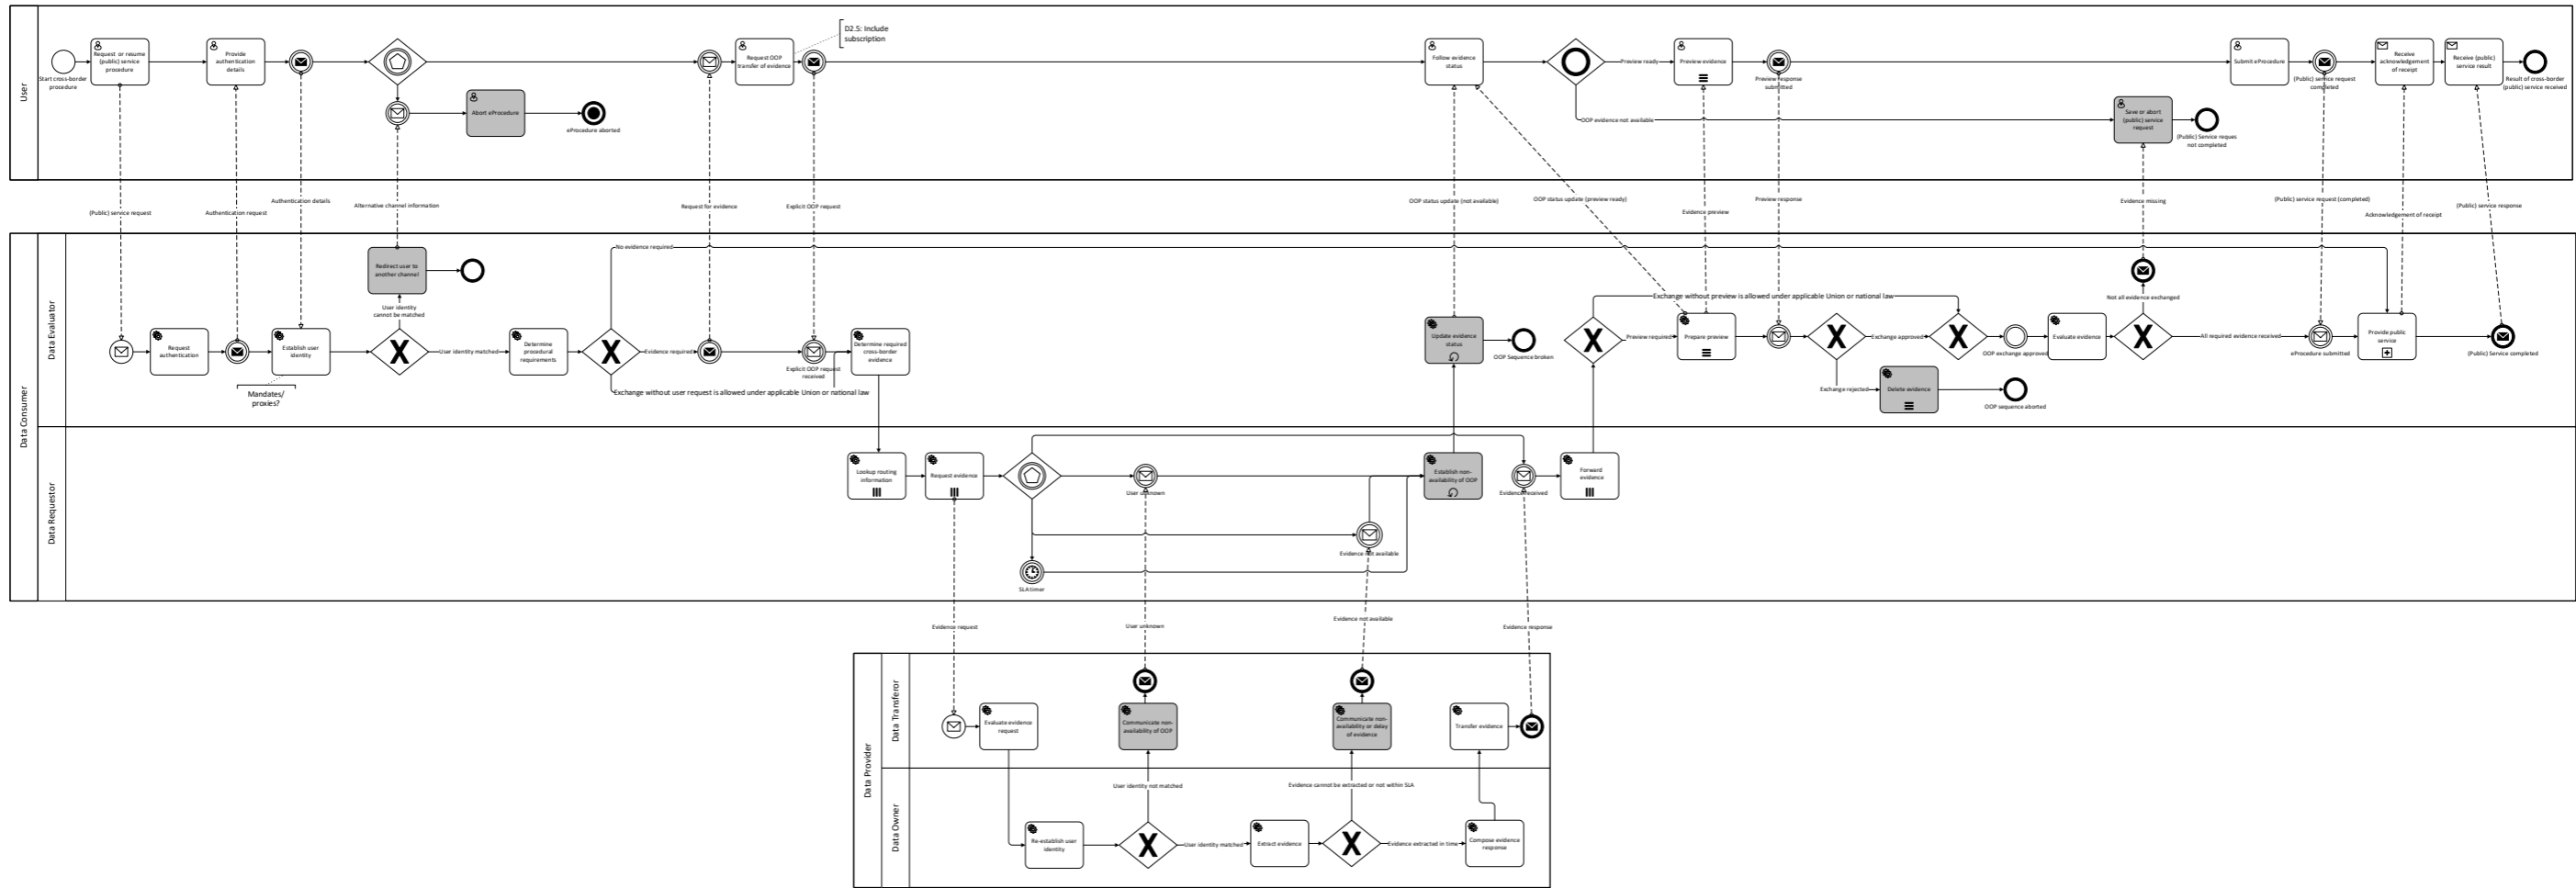 D2.5: Include
subscription
User
Start cross-border
procedure
Request or resume
(public) service
procedure
Provide
authentication
details
Request OOP
transfer of evidence
Follow evidence
status
Preview ready
Preview evidence
Preview response
submitted
Submit eProcedure
(Public) service request
completed
Receive
acknowledgement
of receipt
Receive (public)
service result
Result of cross-border
(public) service received
Abort eProcedure
eProcedure aborted
OOP evidence not available
Save or abort
(public) service
request
(Public) Service reques
not completed
(Public) service request
Authentication request
Authentication details
Alternative channel information
Request for evidence
Explicit OOP request
OOP status update (not available)
OOP status update (preview ready)
Evidence preview
Preview response
Evidence missing
(Public) service request (completed)
Acknowledgement of receipt
(Public) service response
Data Consumer
Data Evaluator
No evidence required
Redirect user to
another channel
User identity
cannot be matched
Request
authentication
Establish user
identity
Mandates/
proxies?
User identity matched
Determine
procedural
requirements
Evidence required
Explicit OOP request
received
Determine required
cross-border
evidence
Exchange without user request is allowed under applicable Union or national law
Update evidence
status
OOP Sequence broken
Exchange without preview is allowed under applicable Union or national law
Preview required
Prepare preview
Exchange approved
Exchange rejected
Delete evidence
OOP sequence aborted
OOP exchange approved
Evaluate evidence
Not all evidence exchanged
All required evidence received
eProcedure submitted
Provide public
service
(Public) Service completed
Data Requestor
Lookup routing
information
Request evidence
User unknown
Evidence not available
SLA timer
Establish non-
availability of OOP
Evidence received
Forward
evidence
Evidence request
User unknown
Evidence not available
Evidence response
Data Provider
Data Transferor
Evaluate evidence
request
Communicate non-
availability of OOP
Communicate non-
availability or delay
of evidence
Transfer evidence
Data Owner
User identity not matched
Evidence cannot be extracted or not within SLA
Re-establish user
identity
User identity matched
Extract evidence
Evidence extracted in time
Compose evidence
response